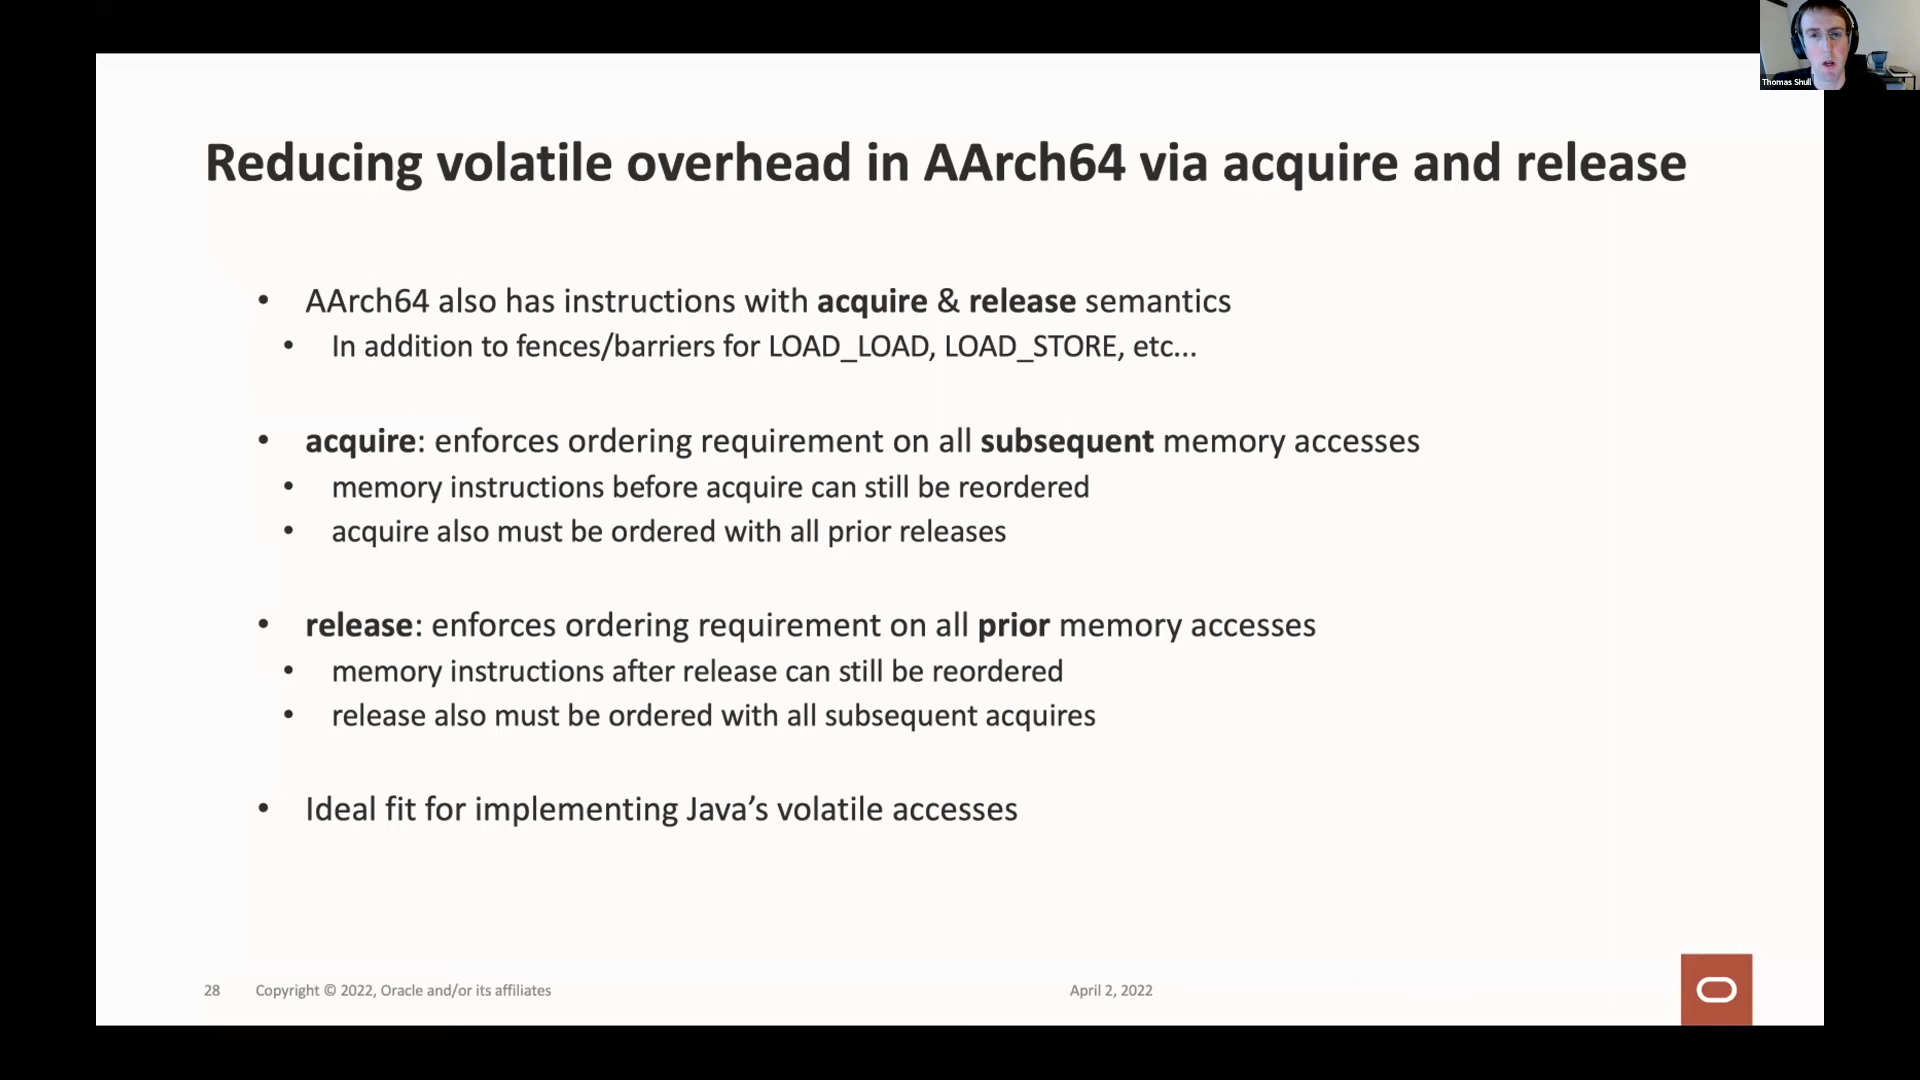 Thomas Shull
Reducing volatile overhead in AArch64 via acquire and release
• AArch64 also has instructions with acquire & release semantics
• In addition to fences/barriers for LOAD_LOAD, LOAD_STORE, etc...
• acquire: enforces ordering requirement on all subsequent memory accesses
• memory instructions before acquire can still be reordered
• acquire also must be ordered with all prior releases
• release: enforces ordering requirement on all prior memory accesses
• memory instructions after release can still be reordered
• release also must be ordered with all subsequent acquires
• Ideal fit for implementing Java’s volatile accesses
28 Copyright © 2022, Oracle and/or its affiliates April 2, 2022